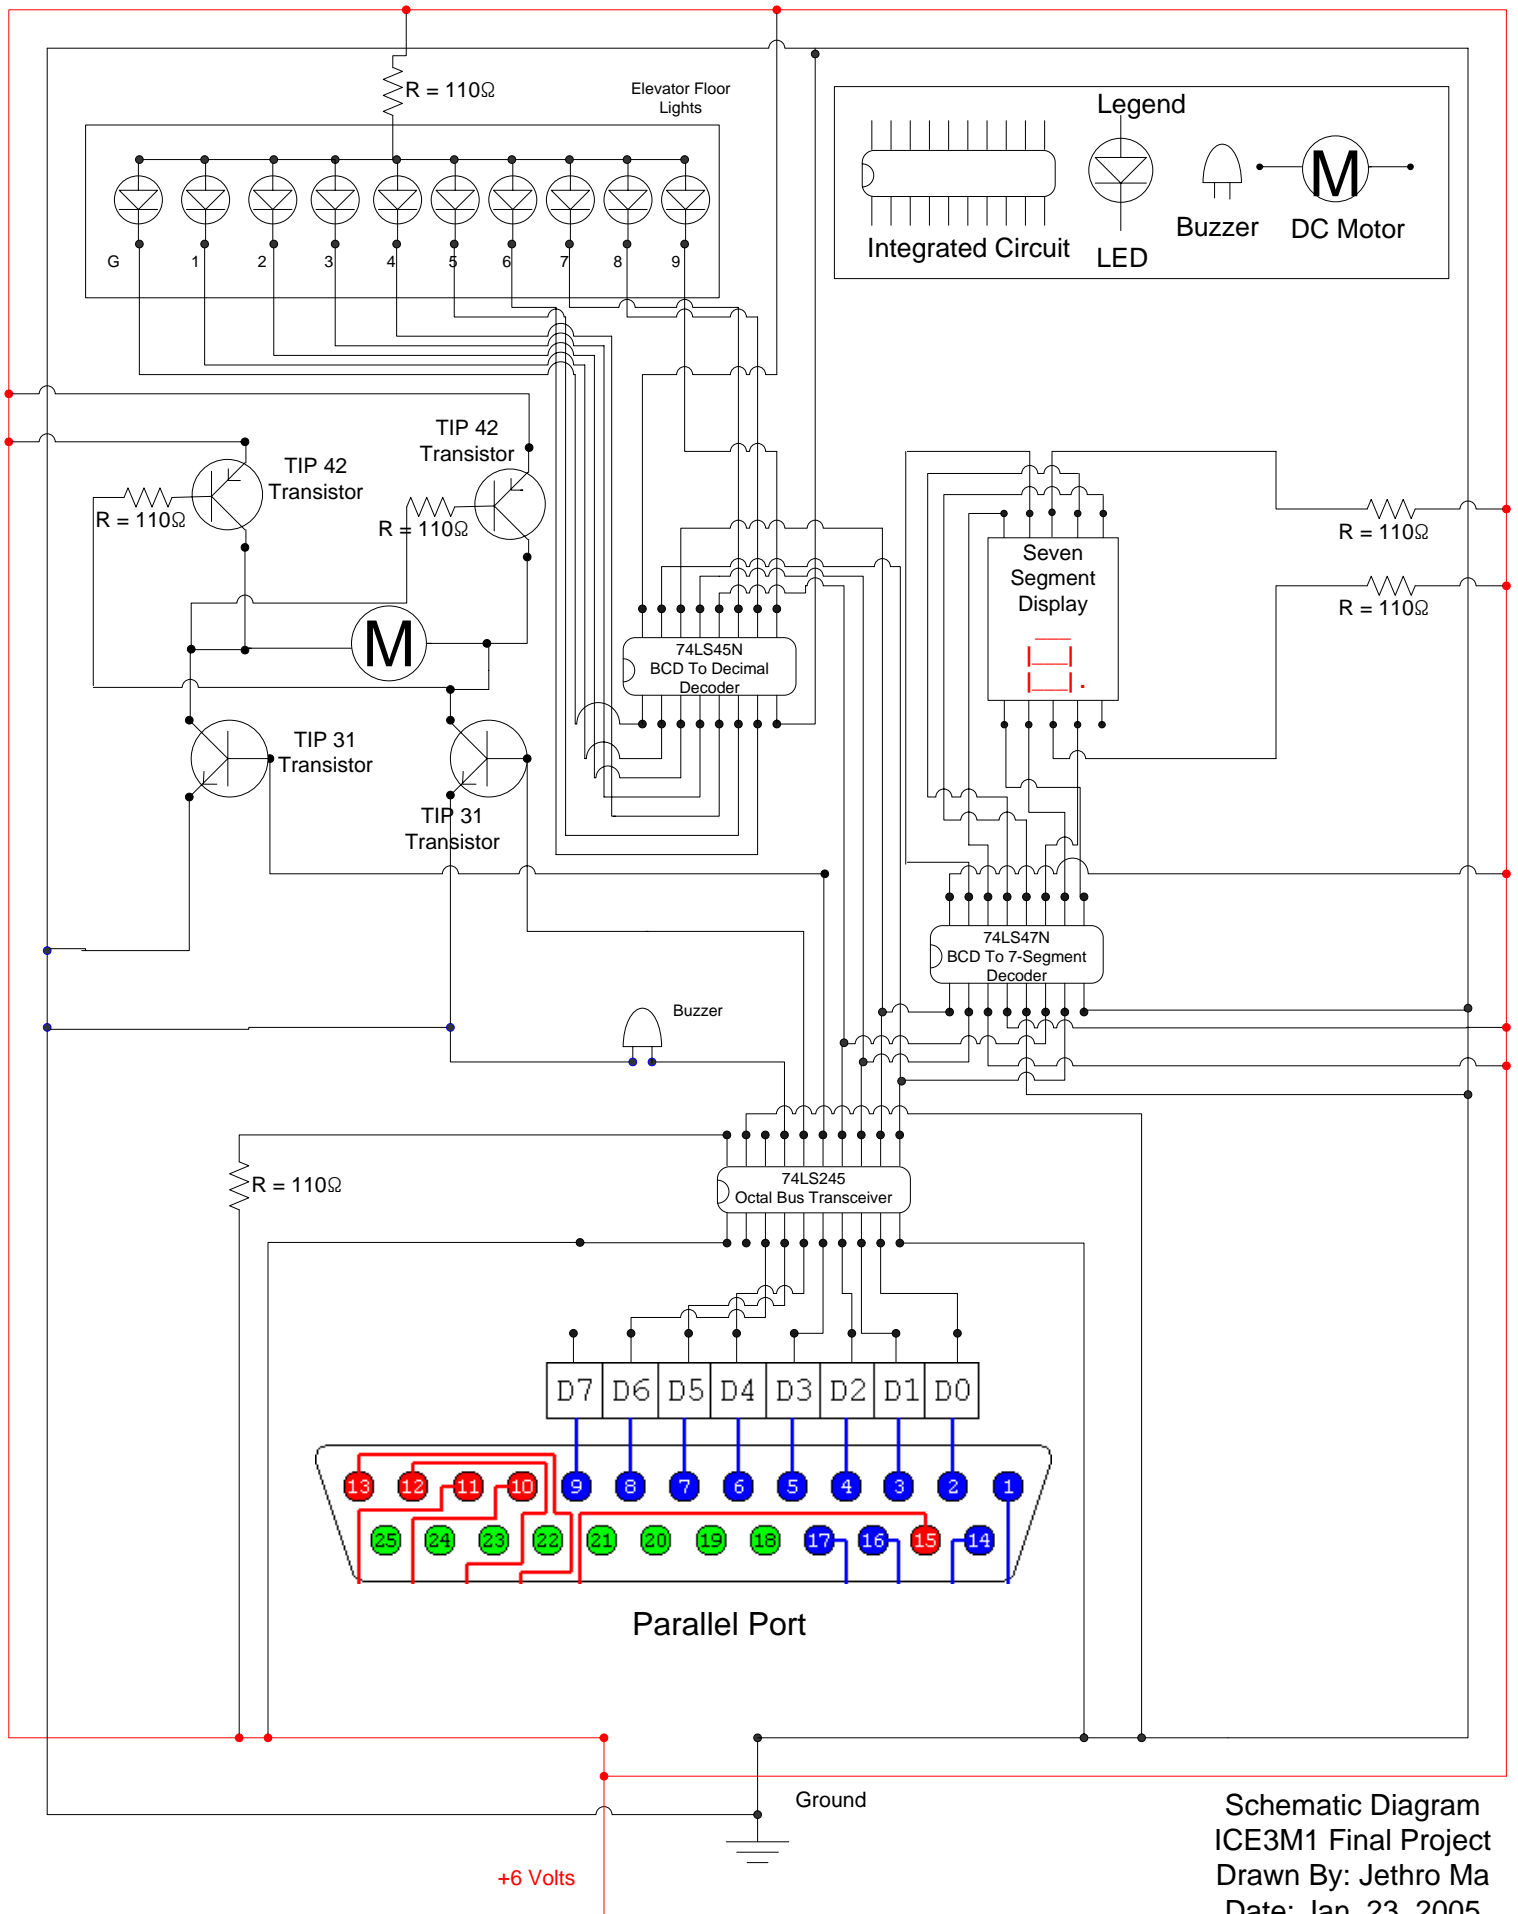 R = 110Ω
Elevator Floor
Lights
G 1 2 3 4 5 6 7 8 9
Legend
Integrated Circuit
LED
Buzzer
M
DC Motor
TIP 42
Transistor
R = 110Ω
TIP 42
Transistor
R = 110Ω
M
TIP 31
Transistor
TIP 31
Transistor
74LS45N
BCD To Decimal
Decoder
Seven
Segment
Display
R = 110Ω
R = 110Ω
74LS47N
BCD To 7-Segment
Decoder
Buzzer
R = 110Ω
74LS245
Octal Bus Transceiver
D7 D6 D5 D4 D3 D2 D1 D0
13 12 11 10 9 8 7 6 5 4 3 2 1
25 24 23 22 21 20 19 18 17 16 15 14
Parallel Port
Ground
+6 Volts
Schematic Diagram
ICE3M1 Final Project
Drawn By: Jethro Ma
Date: Jan. 23, 2005